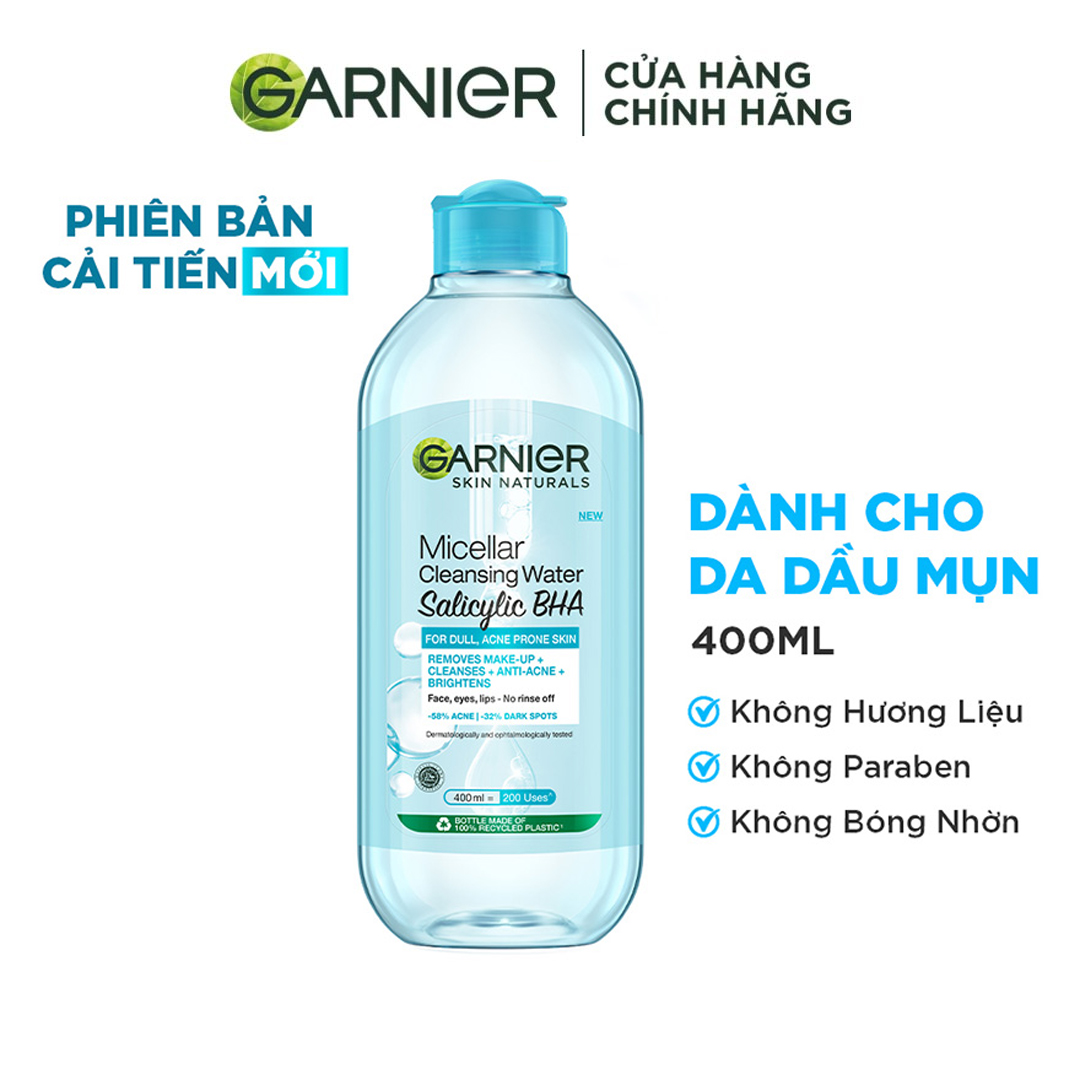 GARNIER
CỬA HÀNG
CHÍNH HÃNG
PHIÊN BẢN
CẢI TIẾN MỚI
GARNIER
SKIN NATURALS
NEW
Micellar
Cleansing Water
Salicylic BHA
FOR DULL, ACNE PRONE SKIN
REMOVES MAKE-UP +
CLEANSES + ANTI-ACNE +
BRIGHTENS
Face, eyes, lips - No rinse off
-58% ACNE | -32% DARK SPOTS
Dermatologically and ophtalmologically tested
400 ml = 200 Uses^
BOTTLE MADE OF
100% RECYCLED PLASTIC¹
DÀNH CHO
DA DẦU MỤN
400ML
Không Hương Liệu
Không Paraben
Không Bóng Nhờn